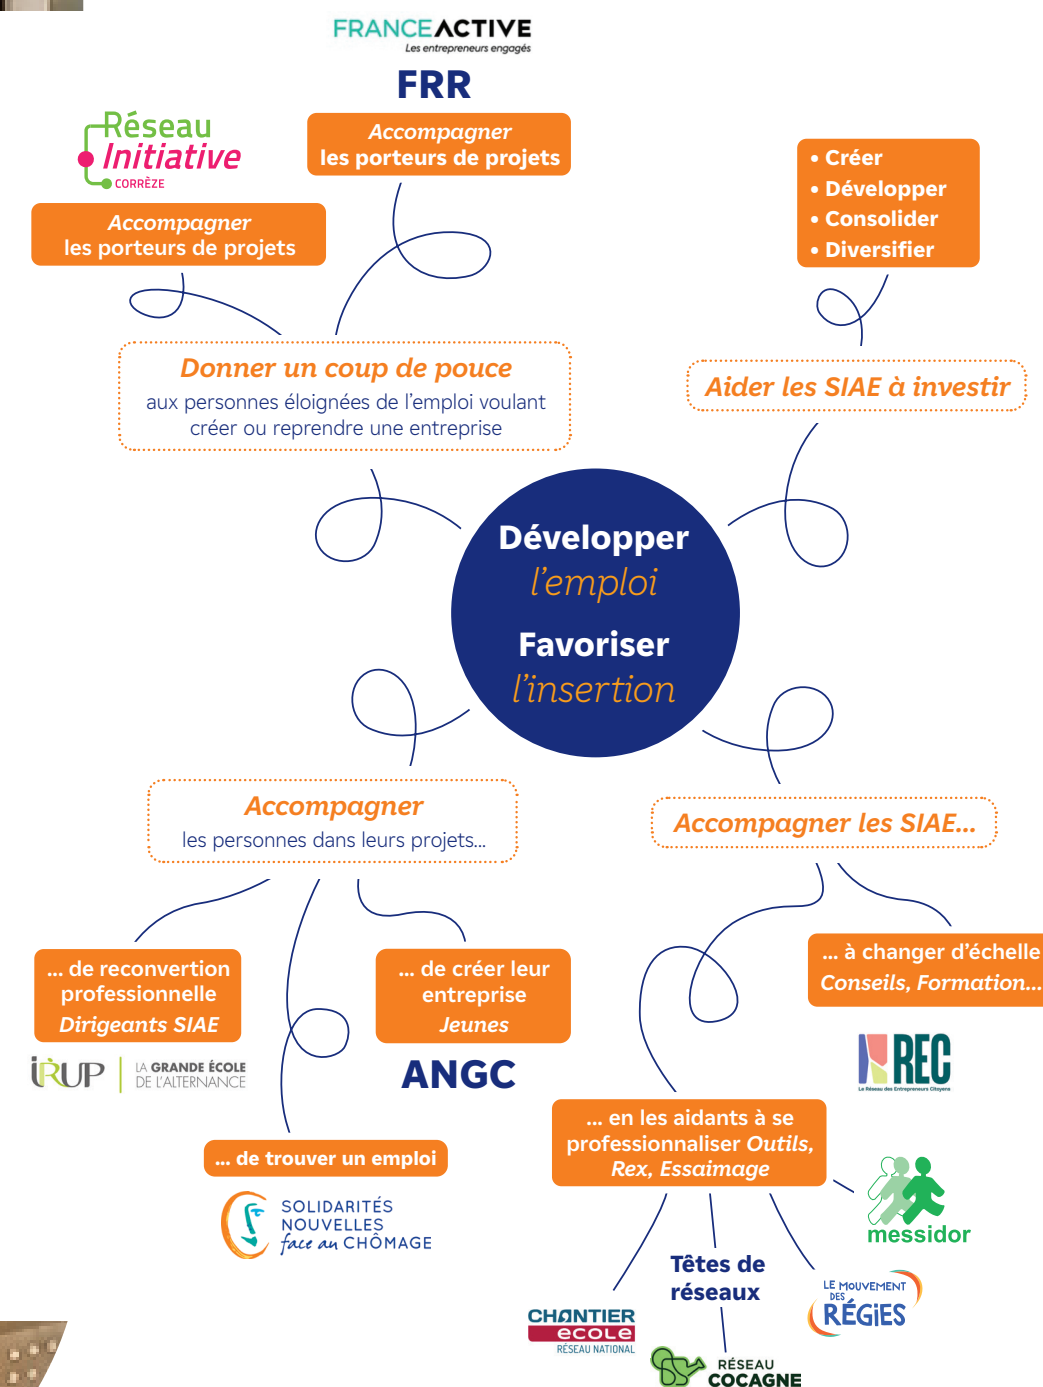 FRANCEACTIVE
Les entrepreneurs engagés
FRR
Accompagner
les porteurs de projets
Réseau
Initiative
CORRÈZE
Accompagner
les porteurs de projets
• Créer
• Développer
• Consolider
• Diversifier
Donner un coup de pouce
aux personnes éloignées de l'emploi voulant
créer ou reprendre une entreprise
Aider les SIAE à investir
Développer
l'emploi
Favoriser
l'insertion
Accompagner
les personnes dans leurs projets...
Accompagner les SIAE...
... de reconvertion
professionnelle
Dirigeants SIAE
IRUP
LA GRANDE ÉCOLE
DE L'ALTERNANCE
... de créer leur
entreprise
Jeunes
ANGC
... à changer d'échelle
Conseils, Formation...
REC
Le Réseau des Entrepreneurs Citoyens
... de trouver un emploi
SOLIDARITÉS
NOUVELLES
face au CHÔMAGE
... en les aidants à se
professionnaliser Outils,
Rex, Essaimage
messidor
Têtes de
réseaux
LE MOUVEMENT
DES
RÉGiES
CHANTIER
école
RÉSEAU NATIONAL
RÉSEAU
COCAGNE